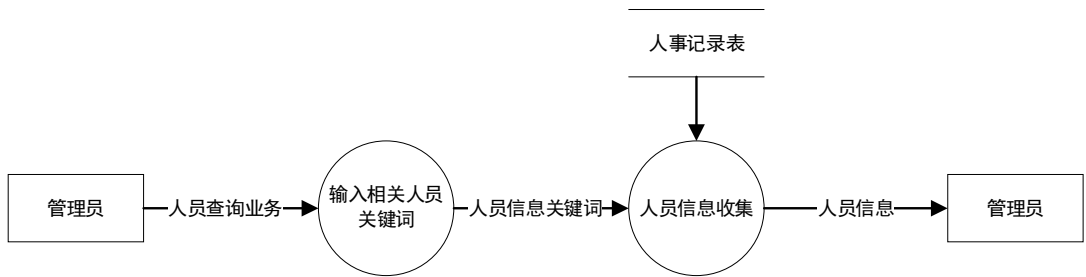 人事记录表
管理员
人员查询业务
输入相关人员
关键词
人员信息关键词
人员信息收集
人员信息
管理员